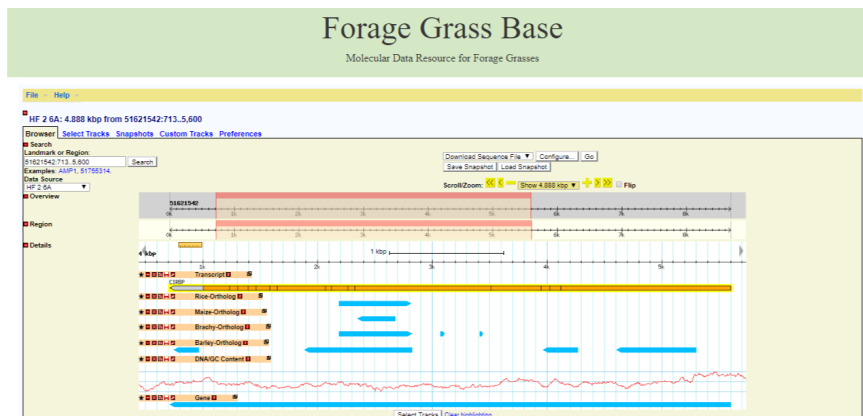 Forage Grass Base
Molecular Data Resource for Forage Grasses
File Help
HF 2 6A: 4.888 kbp from 51621542:713..5,600
Browser Select Tracks Snapshots Custom Tracks Preferences
Search
Landmark or Region:
51621542:713..5,600 Search
Examples: AMP1, 51755314.
Data Source
HF 2 6A
Download Sequence File Configure... Go
Save Snapshot Load Snapshot
Scroll/Zoom: Show 4.888 kbp Flip
Overview
51621542
0k 1k 2k 3k 4k 5k 6k 7k 8k
Region
0k 1k 2k 3k 4k 5k 6k 7k 8k
Details
1 kbp
1k 2k 3k 4k 5k
Transcript
Rice-Ortholog
Maize-Ortholog
Brachy-Ortholog
Barley-Ortholog
DNA/GC Content
Gene
Select Tracks Clear highlighting